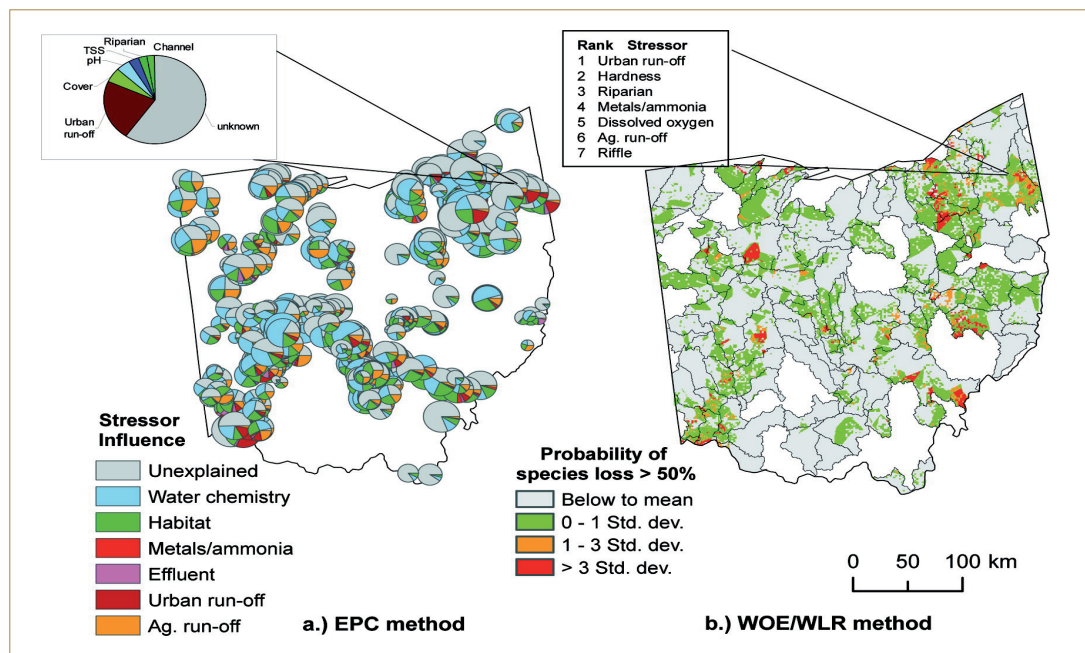 Riparian
Channel
TSS
pH
Cover
Urban
run-off
unknown
Rank Stressor
1 Urban run-off
2 Hardness
3 Riparian
4 Metals/ammonia
5 Dissolved oxygen
6 Ag. run-off
7 Riffle
Stressor
Influence
Unexplained
Water chemistry
Habitat
Metals/ammonia
Effluent
Urban run-off
Ag. run-off
a.) EPC method
Probability of
species loss > 50%
Below to mean
0 - 1 Std. dev.
1 - 3 Std. dev.
> 3 Std. dev.
0 50 100 km
b.) WOE/WLR method